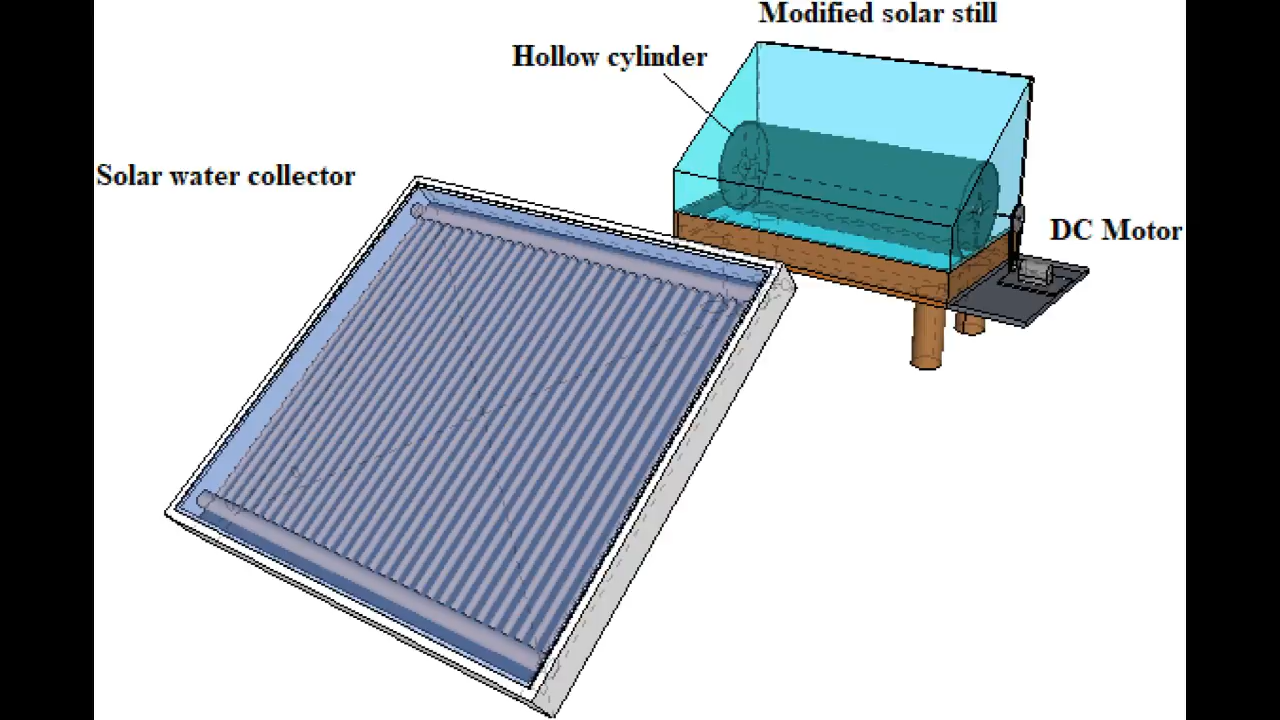 Modified solar still
Hollow cylinder
Solar water collector
DC Motor